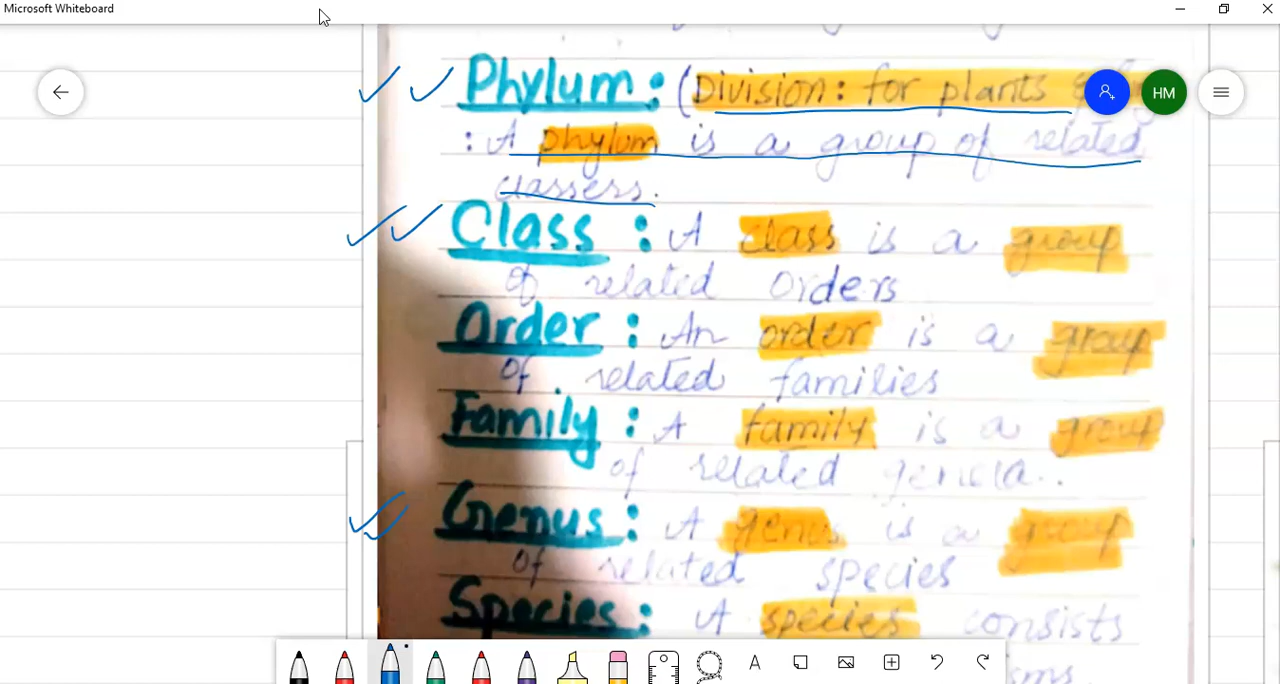 Microsoft Whiteboard
Phylum: (Division: for plants
: A phylum is a group of related
classers.
Class : A class is a group
of related orders
Order : An order is a group
of related families
Family : A family is a group
of related genera..
Genus : A genus is a group
of related species
Species : A species consists
HM
A